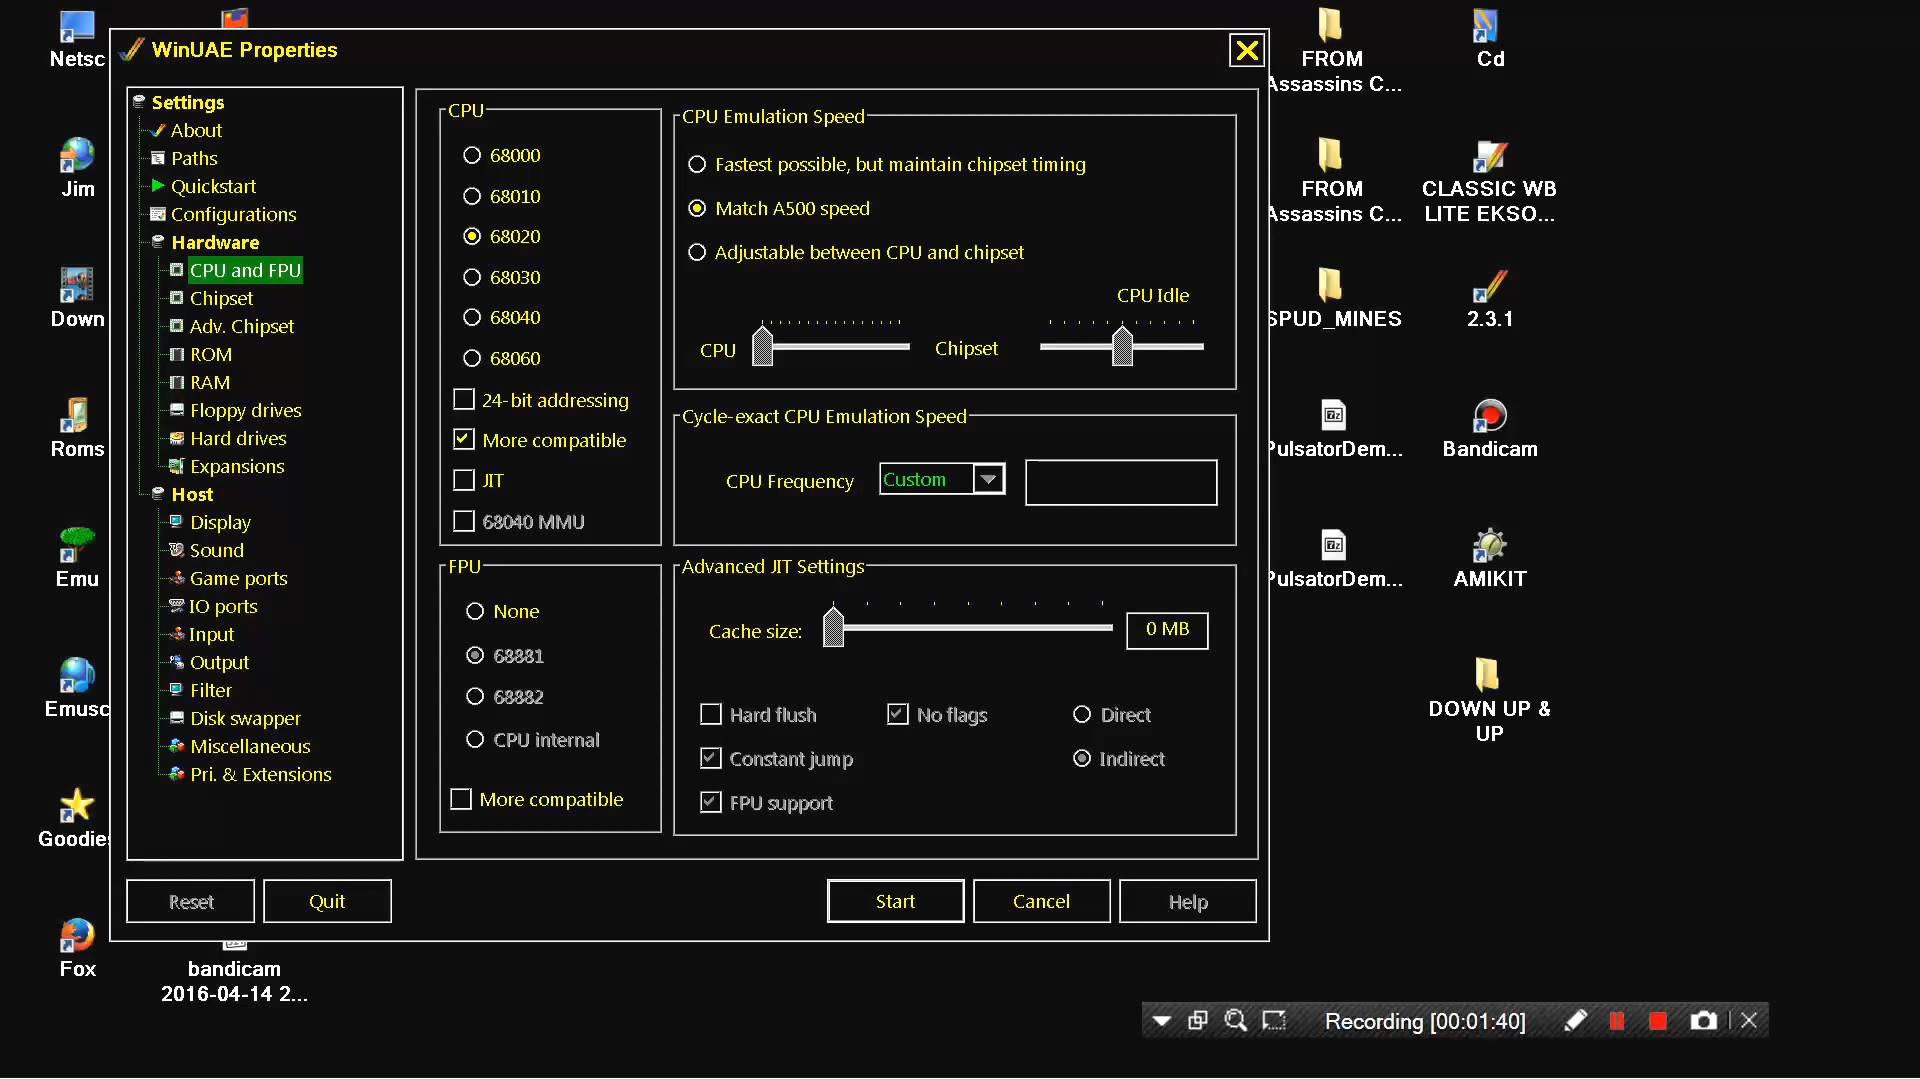 Netsc
Jim
Down
Roms
Emu
Emusc
Goodies
Fox
bandicam
2016-04-14 2...
WinUAE Properties
Settings
About
Paths
Quickstart
Configurations
Hardware
CPU and FPU
Chipset
Adv. Chipset
ROM
RAM
Floppy drives
Hard drives
Expansions
Host
Display
Sound
Game ports
IO ports
Input
Output
Filter
Disk swapper
Miscellaneous
Pri. & Extensions
Reset
Quit
CPU
68000
68010
68020
68030
68040
68060
24-bit addressing
More compatible
JIT
68040 MMU
FPU
None
68881
68882
CPU internal
More compatible
CPU Emulation Speed
Fastest possible, but maintain chipset timing
Match A500 speed
Adjustable between CPU and chipset
CPU Idle
CPU
Chipset
Cycle-exact CPU Emulation Speed
CPU Frequency
Custom
Advanced JIT Settings
Cache size:
0 MB
Hard flush
No flags
Direct
Constant jump
Indirect
FPU support
Start
Cancel
Help
FROM
Assassins C...
FROM
Assassins C...
SPUD_MINES
PulsatorDem...
PulsatorDem...
Cd
CLASSIC WB
LITE EKSO...
2.3.1
Bandicam
AMIKIT
DOWN UP &
UP
Recording [00:01:40]